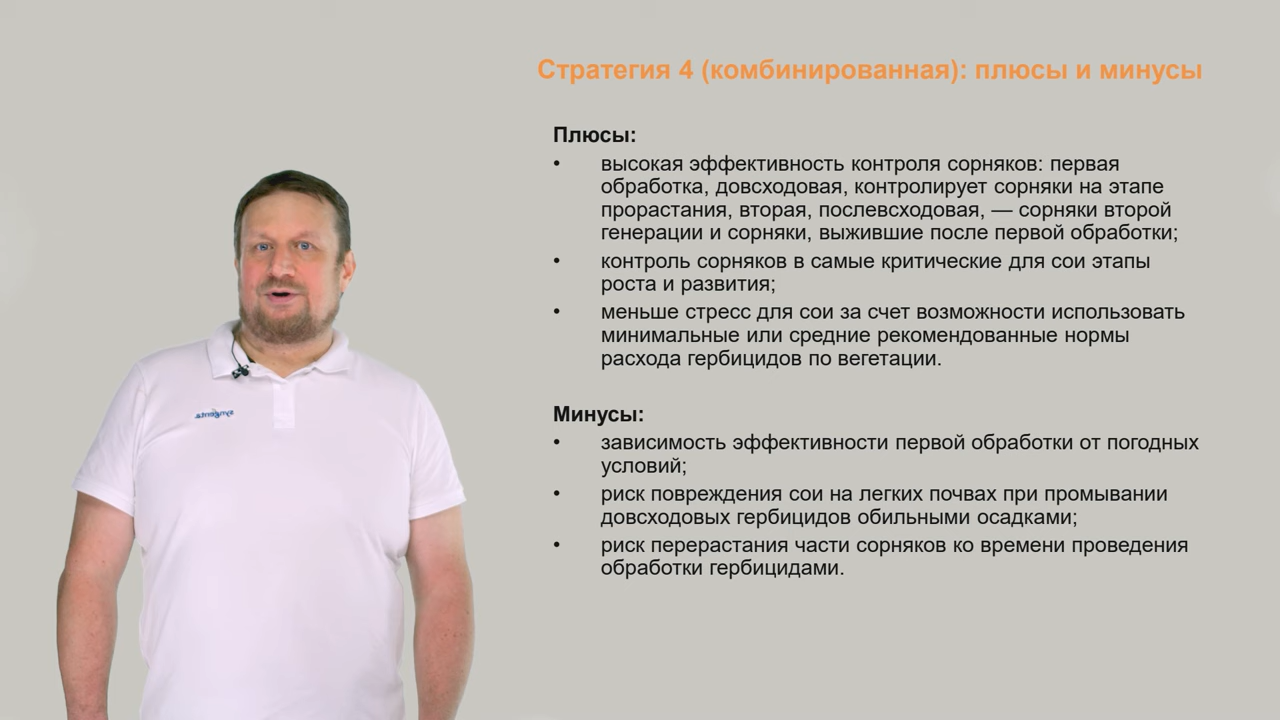 Стратегия 4 (комбинированная): плюсы и минусы
Плюсы:
• высокая эффективность контроля сорняков: первая
обработка, довсходовая, контролирует сорняки на этапе
прорастания, вторая, послевсходовая, — сорняки второй
генерации и сорняки, выжившие после первой обработки;
• контроль сорняков в самые критические для сои этапы
роста и развития;
• меньше стресс для сои за счет возможности использовать
минимальные или средние рекомендованные нормы
расхода гербицидов по вегетации.
Минусы:
• зависимость эффективности первой обработки от погодных
условий;
• риск повреждения сои на легких почвах при промывании
довсходовых гербицидов обильными осадками;
• риск перерастания части сорняков ко времени проведения
обработки гербицидами.